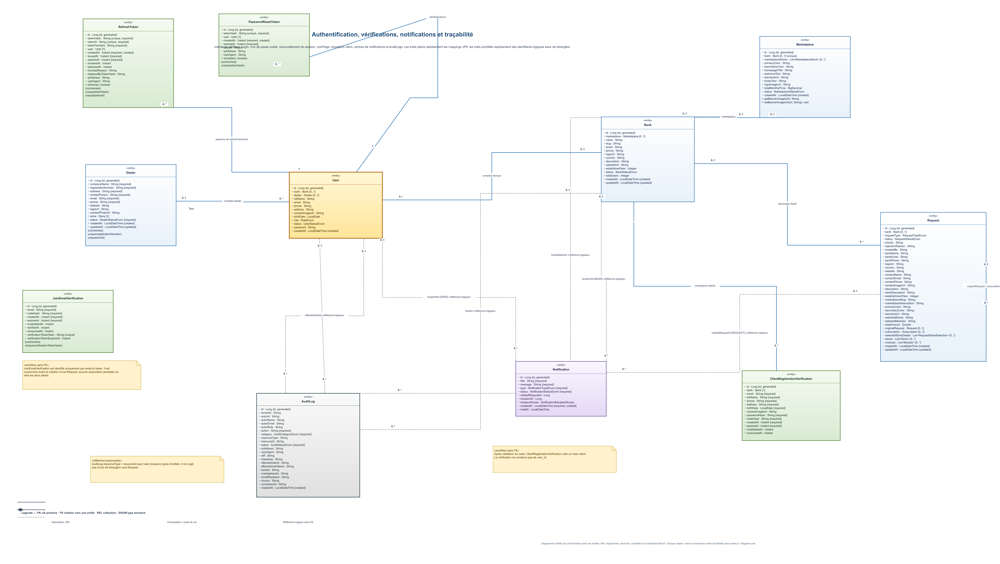 Authentification, vérifications, notifications et traçabilité
Interfaces vérifiées: Login, mot de passe oublié, renouvellement de session, JoinPage, inscription client, centres de notifications et AuditLogs. Les traits pleins représentent les mappings JPA; les traits pointillés représentent des identifiants logiques sans clé étrangère.
«entity»
RefreshToken
− id : Long {id, generated}
− tokenHash : String {unique, required}
− tokenId : String {unique, required}
− tokenFamilyId : String {required}
− user : User [1]
− createdAt : Instant {required, created}
− issuedAt : Instant {required}
− expiresAt : Instant {required}
− revokedAt : Instant
− lastUsedAt : Instant
− revokedReason : String
− replacedByTokenHash : String
− ipAddress : String
− userAgent : String
+ isActive(): boolean
{contraintes}
unique(tokenHash)
unique(tokenId)
0..*
«entity»
PasswordResetToken
− id : Long {id, generated}
− tokenHash : String {unique, required}
− user : User [1]
− createdAt : Instant {required, created}
− expiresAt : Instant {required}
− usedAt : Instant
− ipAddress : String
− userAgent : String
+ isUsable(): boolean
{contraintes}
unique(tokenHash)
0..*
réinitialisations
1
sessions de rafraîchissement
1
«entity»
Marketplace
− id : Long {id, generated}
− bank : Bank [0..1] {unique}
− marketplaceStores : List<MarketplaceStore> [0..*]
− primaryColor : String
− secondaryColor : String
− homepageTitle : String
− welcomeText : String
− banniereUrl : String
− footerText : String
− logoImageUrl : String
− totalMonthlyPrice : BigDecimal
− status : MarketplaceStatusEnum
− createdAt : LocalDateTime {created}
+ getBannerImageUrl(): String
+ setBannerImageUrl(url: String): void
0..1
marketplace
0..1
0..1
«entity»
Bank
− id : Long {id, generated}
− marketplace : Marketplace [0..1]
− name : String
− slug : String
− email : String
− phone : String
− logoUrl : String
− country : String
− description : String
− websiteUrl : String
− establishedYear : Integer
− status : BankStatusEnum
− totalUsers : Integer
− createdAt : LocalDateTime {created}
− updatedAt : LocalDateTime {updated}
0..1
comptes banque
0..*
0..1
0..1
0..1
demandes SaaS
0..*
1
«entity»
Dealer
− id : Long {id, generated}
− companyName : String {required}
− registrationNumber : String {required}
− address : String {required}
− contactPerson : String {required}
− email : String {required}
− phone : String {required}
− website : String
− logoUrl : String
− contactPhotoUrl : String
− store : Store [1]
− status : DealerStatusEnum {required}
− createdAt : LocalDateTime {created}
− updatedAt : LocalDateTime {updated}
{contraintes}
unique(registrationNumber)
unique(email)
0..1
comptes dealer
0..*
Text
«entity»
User
− id : Long {id, generated}
− bank : Bank [0..1]
− dealer : Dealer [0..1]
− fullName : String
− email : String
− phone : String
− address : String
− contactImageUrl : String
− birthDate : LocalDate
− role : RoleEnum
− status : UserStatusEnum
− password : String
− createdAt : LocalDateTime {created}
0..1
0..1
0..1
«entity»
Request
− id : Long {id, generated}
− bank : Bank [0..1]
− requestType : RequestTypeEnum
− status : RequestStatusEnum
− priority : String
− rejectionReason : String
− createdBy : String
− bankName : String
− bankEmail : String
− bankPhone : String
− logoUrl : String
− country : String
− website : String
− contactName : String
− contactEmail : String
− contactPhone : String
− contactImageUrl : String
− description : String
− bankDescription : String
− establishmentYear : Integer
− marketplaceSlug : String
− marketplaceDescription : String
− primaryColor : String
− secondaryColor : String
− banniereUrl : String
− selectedStores : String
− selectedModules : String
− totalAmount : Double
− originalRequest : Request [0..1]
− subscription : Subscription [0..1]
− selectedStoreDetails : List<RequestStoreSelection> [0..*]
− stores : List<Store> [0..*]
− modules : List<Module> [0..*]
− createdAt : LocalDateTime {created}
− updatedAt : LocalDateTime {updated}
0..1
originalRequest /
0..*
marketplaceId «référence logique»
recipientId [BANK] «référence logique»
inscriptions clients
0..1
recipientId [USER] «référence logique»
bankId «référence logique»
affectedUserId «référence logique»
relatedRequestId [REQUEST] «référence logique»
0..*
0..*
0..*
«entity»
JoinEmailVerification
− id : Long {id, generated}
− email : String {required}
− codeHash : String {required}
− createdAt : Instant {required}
− expiresAt : Instant {required}
− invalidatedAt : Instant
− verifiedAt : Instant
− consumedAt : Instant
− verificationTokenHash : String {unique}
− verificationTokenExpiresAt : Instant
{contraintes}
unique(verificationTokenHash)
«workflow sans FK»
JoinEmailVerification est identifié uniquement par email et token. Il est
consommé avant la création d’une Request; aucune association persistée ne
relie les deux tables.
0..*
0..*
0..*
0..*
0..*
«entity»
Notification
− id : Long {id, generated}
− title : String {required}
− message : String {required}
− type : NotificationTypeEnum {required}
− status : NotificationStatusEnum {required}
− relatedRequestId : Long
− recipientId : Long
− recipientScope : NotificationRecipientScope
− createdAt : LocalDateTime {required, created}
− readAt : LocalDateTime
«entity»
ClientRegistrationVerification
− id : Long {id, generated}
− bank : Bank [1]
− email : String {required}
− fullName : String {required}
− phone : String {required}
− address : String {required}
− birthDate : LocalDate {required}
− contactImageUrl : String
− passwordHash : String {required}
− codeHash : String {required}
− createdAt : Instant {required}
− expiresAt : Instant {required}
− invalidatedAt : Instant
− consumedAt : Instant
«entity»
AuditLog
− id : Long {id, generated}
− tenantId : String
− actorId : String
− actorName : String
− actorEmail : String
− actorRole : String
− action : String {required}
− category : AuditCategoryEnum {required}
− resourceType : String
− resourceId : String
− status : AuditStatusEnum {required}
− ipAddress : String
− userAgent : String
− diff : String
− metadata : String
− affectedUserId : String
− affectedUserName : String
− bankId : String
− marketplaceId : String
− emailRecipient : String
− source : String
− correlationId : String
− createdAt : LocalDateTime {created}
«workflow sans FK»
Après validation du code, ClientRegistrationVerification crée un User client.
La vérification ne conserve pas de user_id.
«référence polymorphe»
AuditLog.resourceType + resourceId peut viser plusieurs types d’entités. Il ne s’agit
pas d’une clé étrangère vers Request.
Légende — PK clé primaire · FK relation vers une entité · REL collection · ENUM type énuméré
Association JPA
Composition / cycle de vie
Référence logique sans FK
Diagramme vérifié par confrontation avec les entités JPA, repositories, services, contrôleurs et interfaces React. Chaque classe, note et connecteur reste modifiable dans draw.io / diagrams.net.